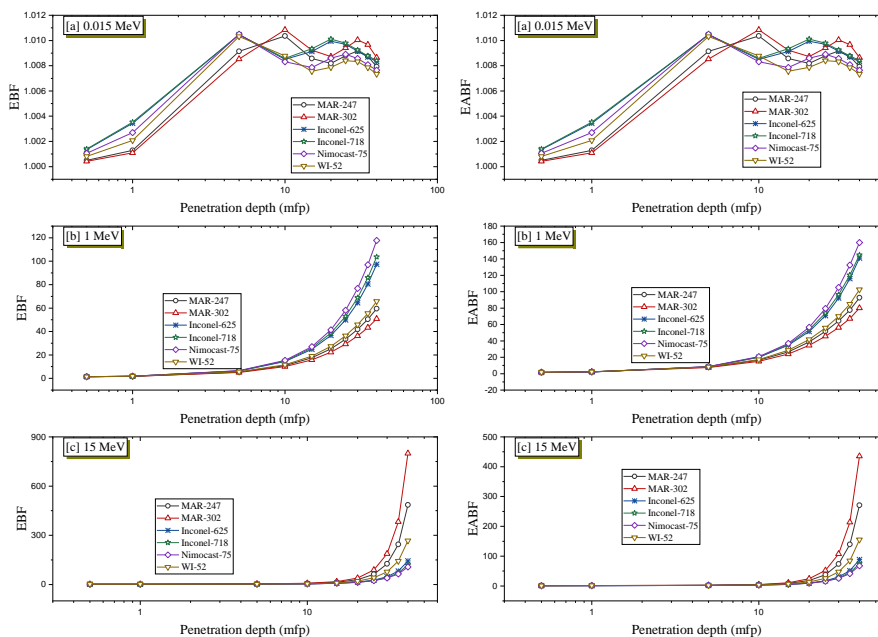 [a] 0.015 MeV
1.012
1.010
1.008
1.006
1.004
1.002
1.000
EBF
MAR-247
MAR-302
Inconel-625
Inconel-718
Nimocast-75
WI-52
1
10
100
Penetration depth (mfp)
[a] 0.015 MeV
1.012
1.010
1.008
1.006
1.004
1.002
1.000
EABF
MAR-247
MAR-302
Inconel-625
Inconel-718
Nimocast-75
WI-52
1
10
Penetration depth (mfp)
[b] 1 MeV
120
100
80
60
40
20
0
EBF
MAR-247
MAR-302
Inconel-625
Inconel-718
Nimocast-75
WI-52
1
10
100
Penetration depth (mfp)
[b] 1 MeV
180
160
140
120
100
80
60
40
20
0
-20
EABF
MAR-247
MAR-302
Inconel-625
Inconel-718
Nimocast-75
WI-52
1
10
Penetration depth (mfp)
[c] 15 MeV
900
600
300
0
EBF
MAR-247
MAR-302
Inconel-625
Inconel-718
Nimocast-75
WI-52
1
10
Penetration depth (mfp)
[c] 15 MeV
500
400
300
200
100
0
EABF
MAR-247
MAR-302
Inconel-625
Inconel-718
Nimocast-75
WI-52
1
10
Penetration depth (mfp)